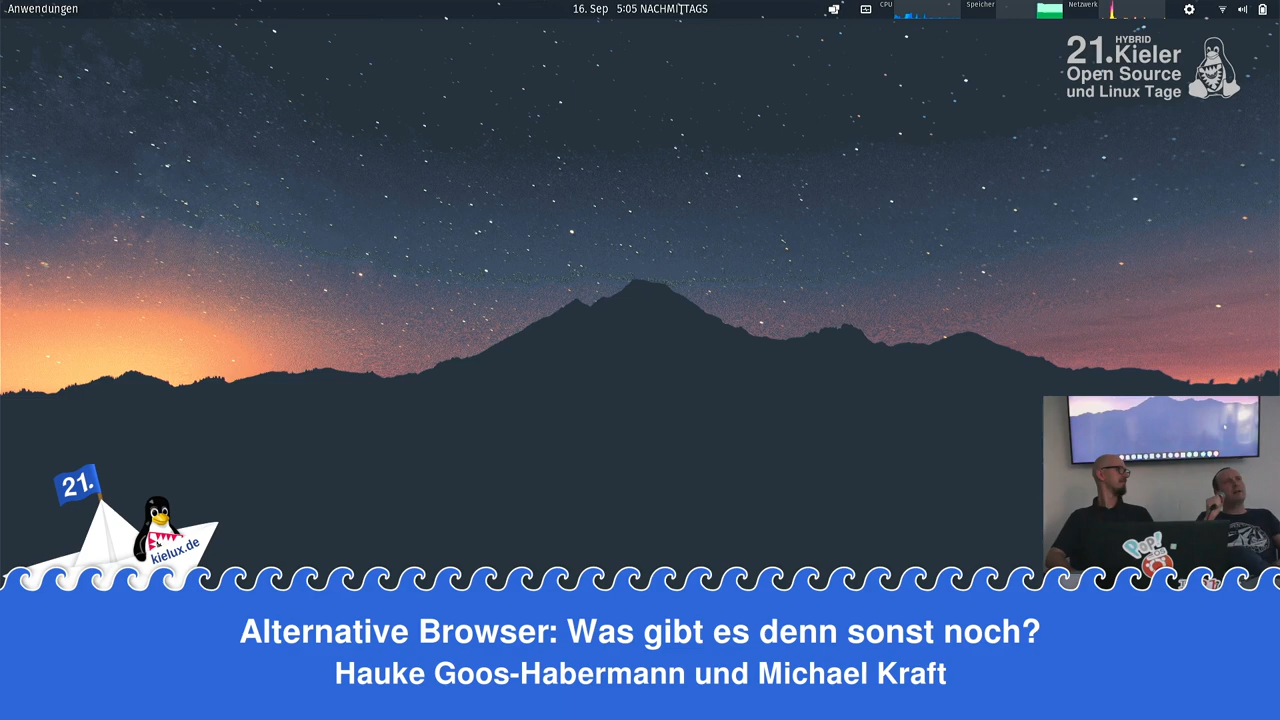 Anwendungen
16. Sep 5:05 NACHMITTAGS
CPU
Speicher
Netzwerk
HYBRID
21.Kieler
Open Source
und Linux Tage
21.
kielux.de
Pop!
Alternative Browser: Was gibt es denn sonst noch?
Hauke Goos-Habermann und Michael Kraft